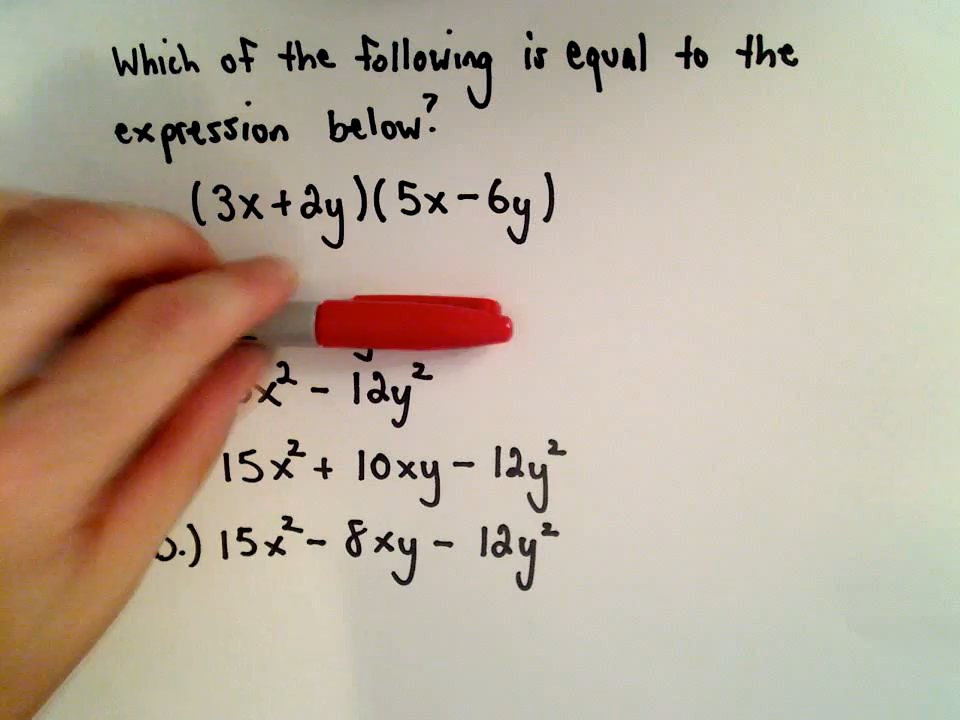 Which of the following is equal to the
expression below?
(3x+2y)(5x-6y)
x² - 12y²
15x² + 10xy - 12y²
.) 15x² - 8xy - 12y²